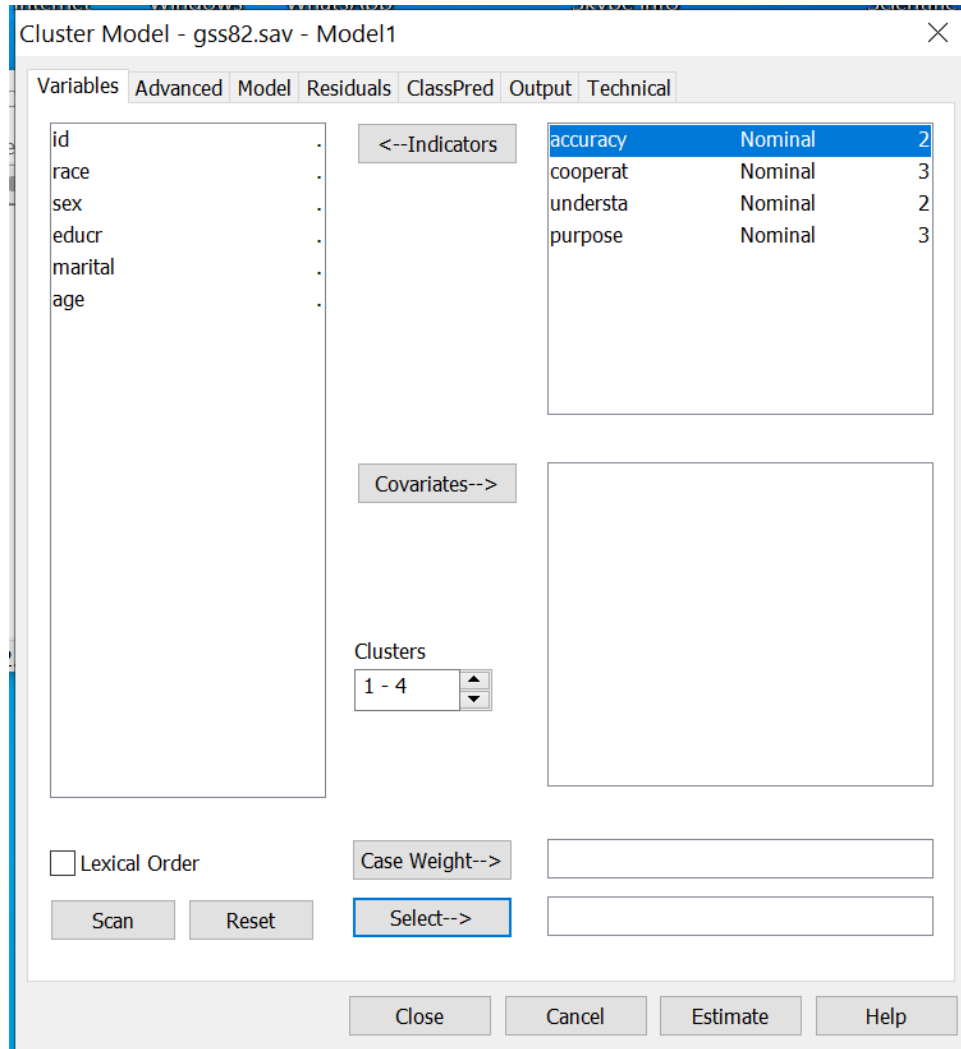 Cluster Model - gss82.sav - Model1
Variables Advanced Model Residuals ClassPred Output Technical
id .
race .
sex .
educr .
marital .
age .
<--Indicators
accuracy Nominal 2
cooperat Nominal 3
understa Nominal 2
purpose Nominal 3
Covariates-->
Clusters
1 - 4
Lexical Order
Case Weight-->
Scan Reset Select-->
Close Cancel Estimate Help